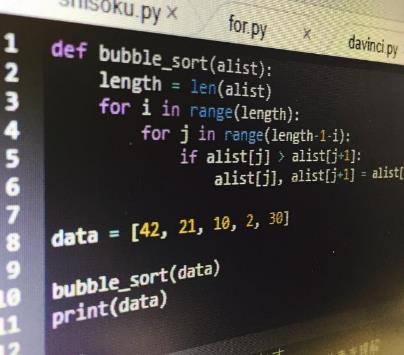 shisoku.py × for.py × davinci.py
1 def bubble_sort(alist):
2 length = len(alist)
3 for i in range(length):
4 for j in range(length-1-i):
5 if alist[j] > alist[j+1]:
6 alist[j], alist[j+1] = alist[
7
8 data = [42, 21, 10, 2, 30]
9
10 bubble_sort(data)
11 print(data)
12